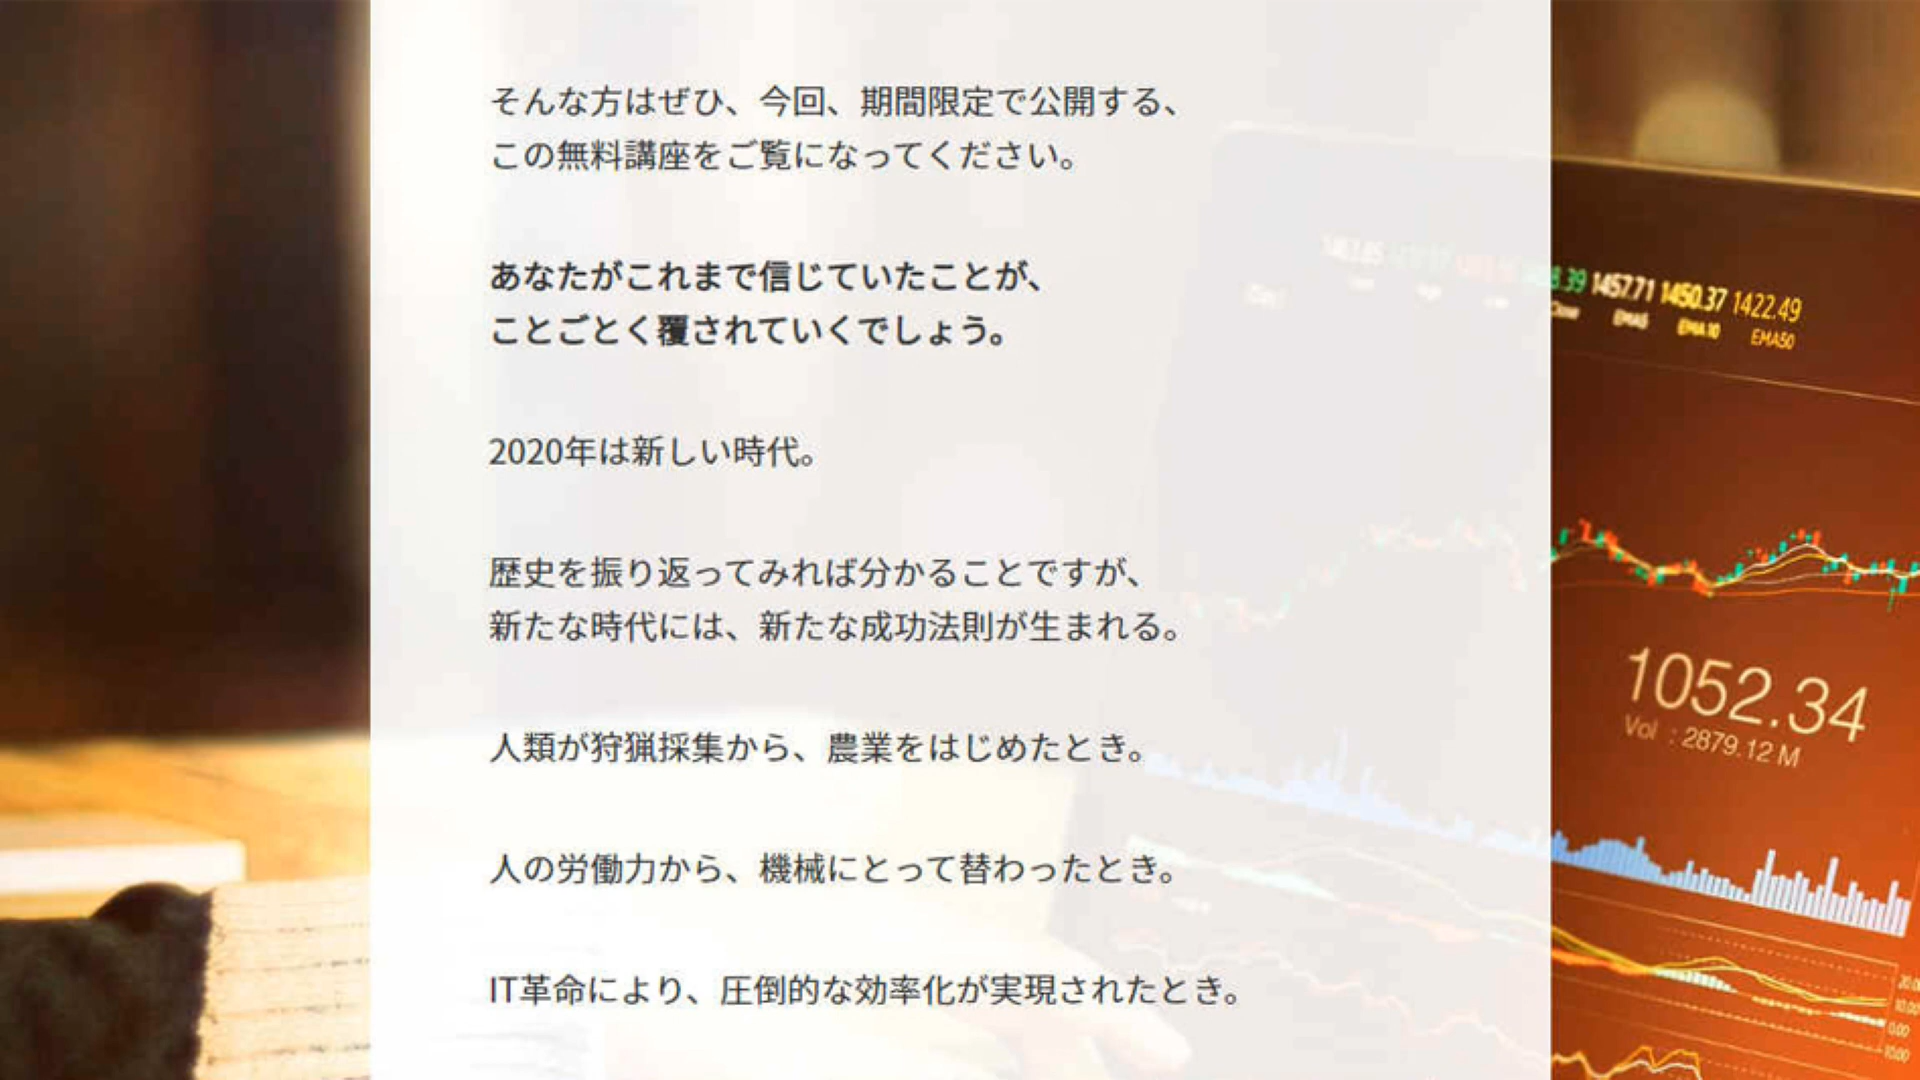 そんな方はぜひ、今回、期間限定で公開する、
この無料講座をご覧になってください。
あなたがこれまで信じていたことが、
ことごとく覆されていくでしょう。
2020年は新しい時代。
歴史を振り返ってみれば分かることですが、
新たな時代には、新たな成功法則が生まれる。
人類が狩猟採集から、農業をはじめたとき。
人の労働力から、機械にとって替わったとき。
IT革命により、圧倒的な効率化が実現されたとき。
1457.71 1450.37 1422.49
EMA5 EMA10 EMA50
1052.34
Vol : 2879.12 M
0.00